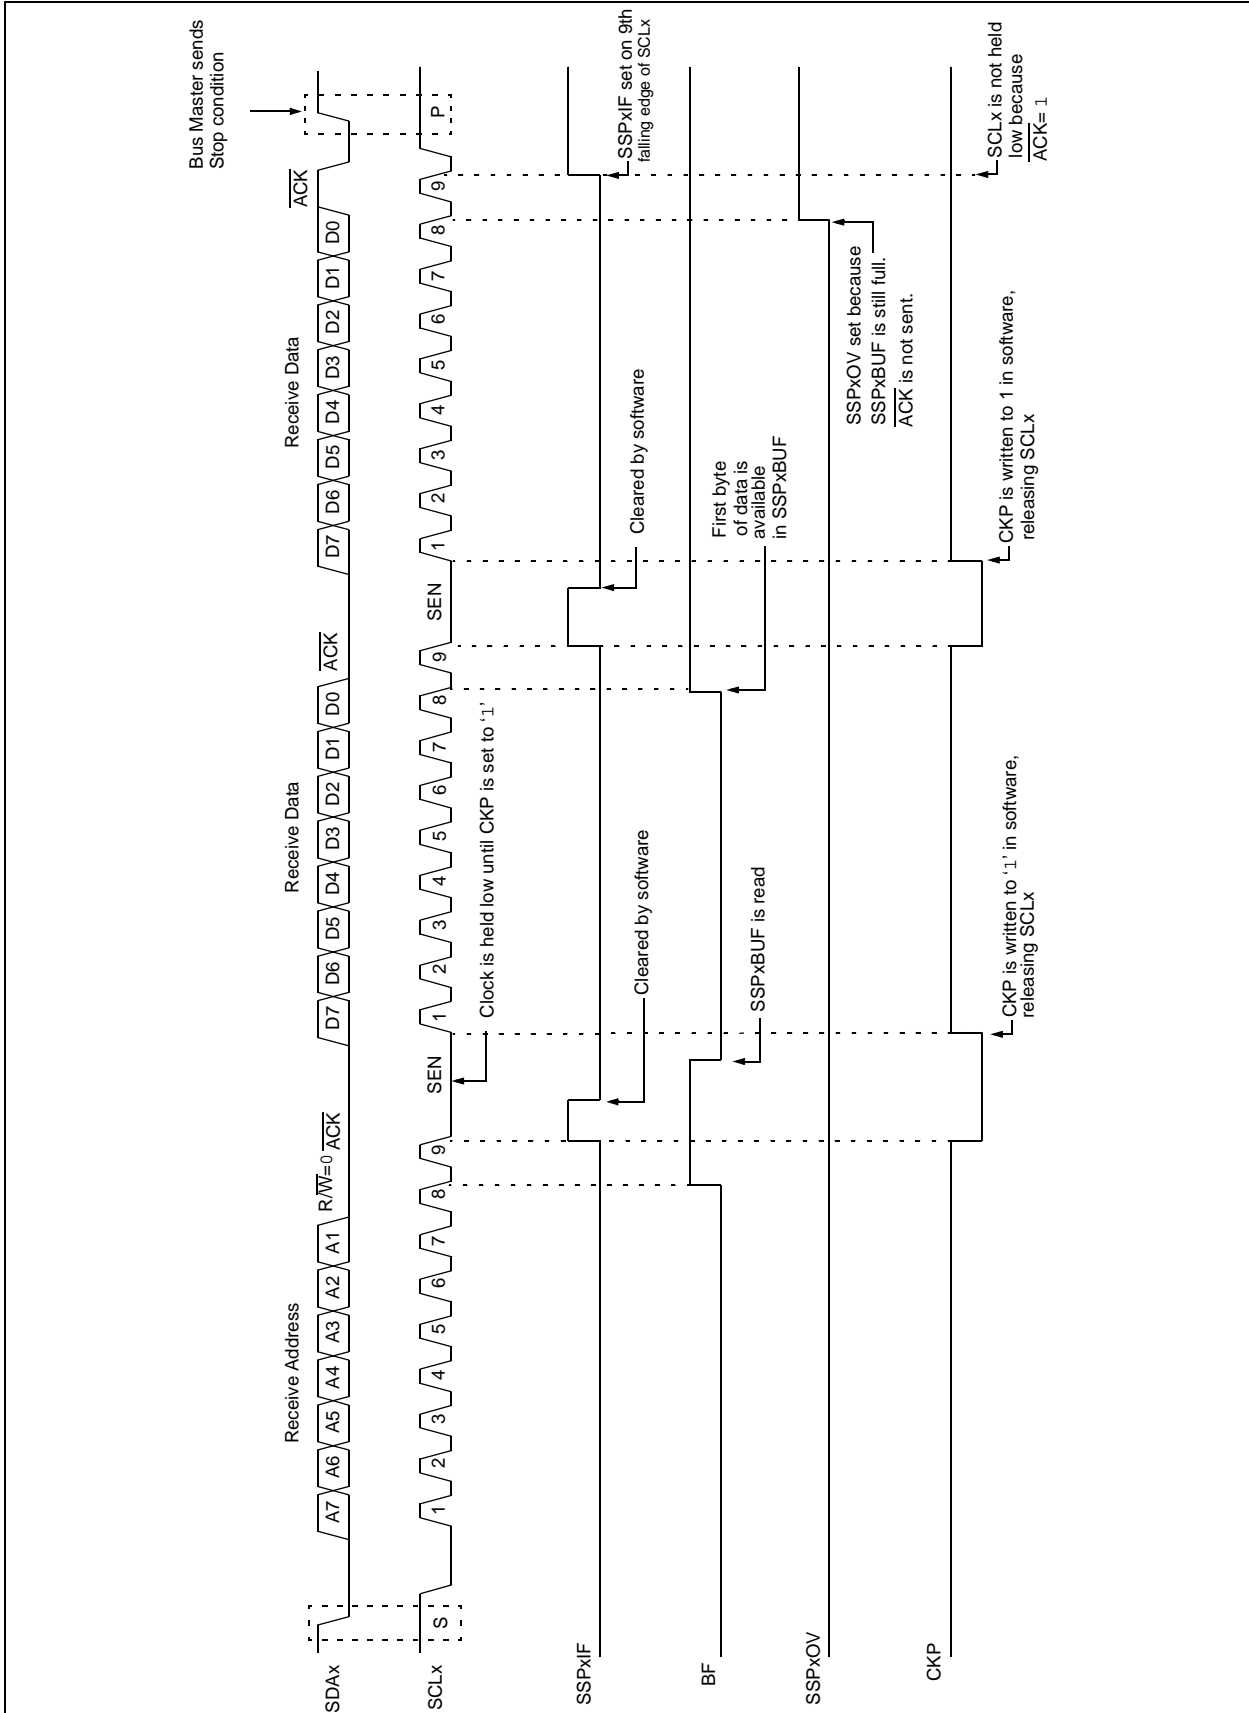 Bus Master sends
Stop condition
Receive Address
Receive Data
Receive Data
SDAx
A7 A6 A5 A4 A3 A2 A1
R/W=0 ACK
D7 D6 D5 D4 D3 D2 D1 D0
ACK
D7 D6 D5 D4 D3 D2 D1 D0
ACK
SCLx
S
1 2 3 4 5 6 7 8 9
SEN
1 2 3 4 5 6 7 8 9
SEN
1 2 3 4 5 6 7 8 9
P
Clock is held low until CKP is set to ‘1’
SSPxIF
Cleared by software
Cleared by software
SSPxIF set on 9th
falling edge of SCLx
BF
SSPxBUF is read
First byte
of data is
available
in SSPxBUF
SSPxOV
SSPxOV set because
SSPxBUF is still full.
ACK is not sent.
CKP
CKP is written to ‘1’ in software,
releasing SCLx
CKP is written to 1 in software,
releasing SCLx
SCLx is not held
low because
ACK= 1